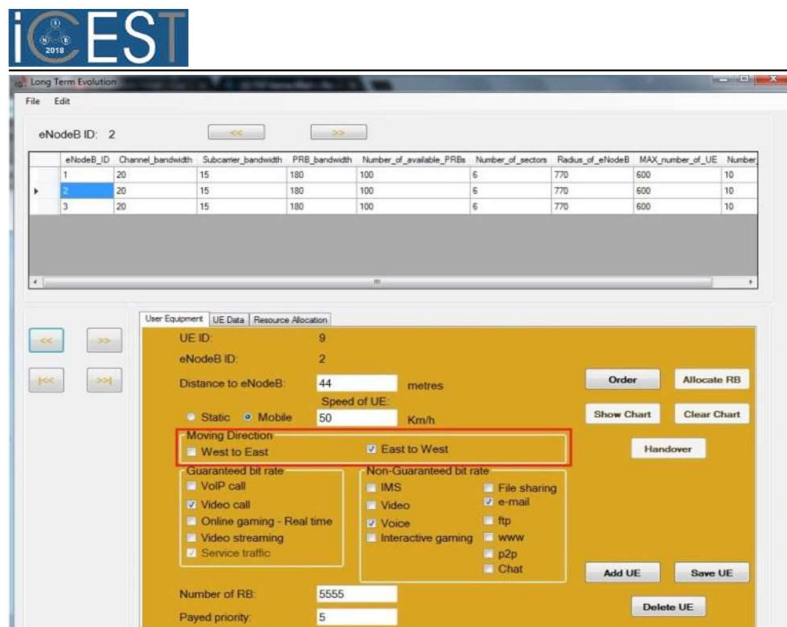 iCEST
2018
Long Term Evolution
File Edit
eNodeB ID: 2 << >>
eNodeB_ID Channel_bandwidth Subcarrier_bandwidth PRB_bandwidth Number_of_available_PRBs Number_of_sectors Radius_of_eNodeB MAX_number_of_UE Number_
1 20 15 180 100 6 770 600 10
2 20 15 180 100 6 770 600 10
3 20 15 180 100 6 770 600 10
User Equipment UE Data Resource Allocation
<< >>
|<< >>|
UE ID: 9
eNodeB ID: 2
Distance to eNodeB: 44 metres
Speed of UE:
Static Mobile 50 Km/h
Order Allocate RB
Show Chart Clear Chart
Handover
Moving Direction
West to East East to West
Guaranteed bit rate
VoIP call
Video call
Online gaming - Real time
Video streaming
Service traffic
Non-Guaranteed bit rate
IMS File sharing
Video e-mail
Voice ftp
Interactive gaming www
p2p
Chat
Add UE Save UE
Delete UE
Number of RB: 5555
Payed priority: 5